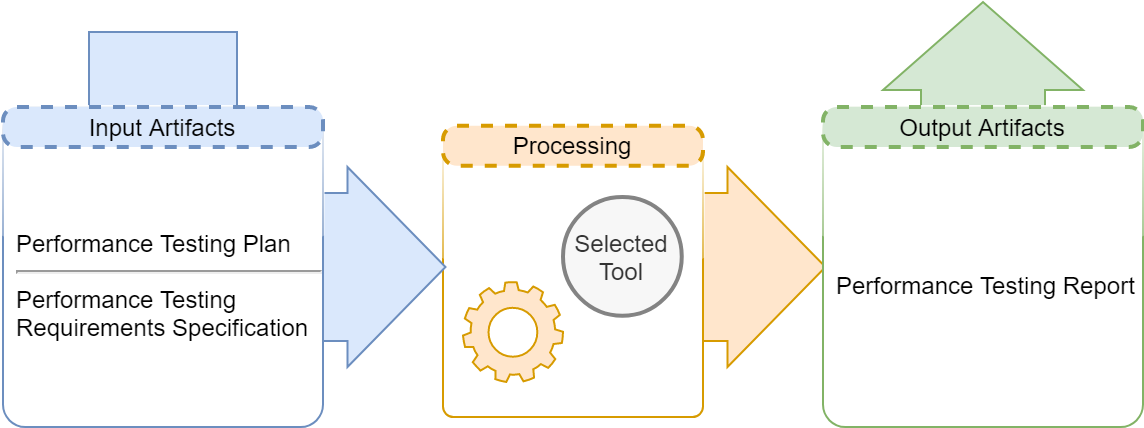 Input Artifacts
Performance Testing Plan
Performance Testing
Requirements Specification
Processing
Selected
Tool
Output Artifacts
Performance Testing Report